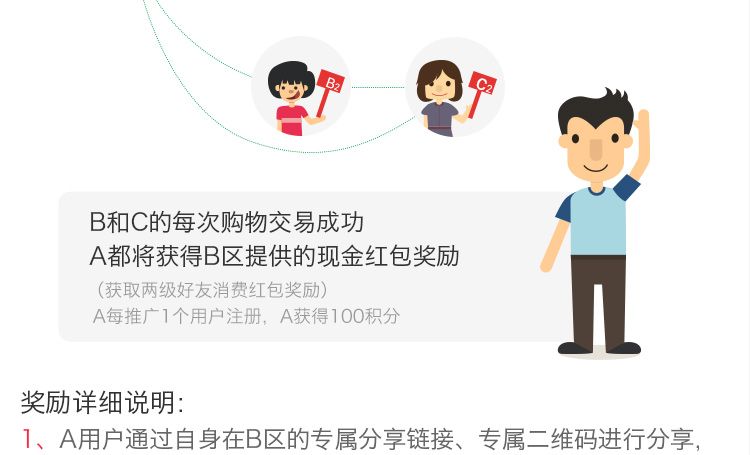 B2
C2
B和C的每次购物交易成功
A都将获得B区提供的现金红包奖励
（获取两级好友消费红包奖励）
A每推广1个用户注册，A获得100积分
奖励详细说明：
1、A用户通过自身在B区的专属分享链接、专属二维码进行分享，